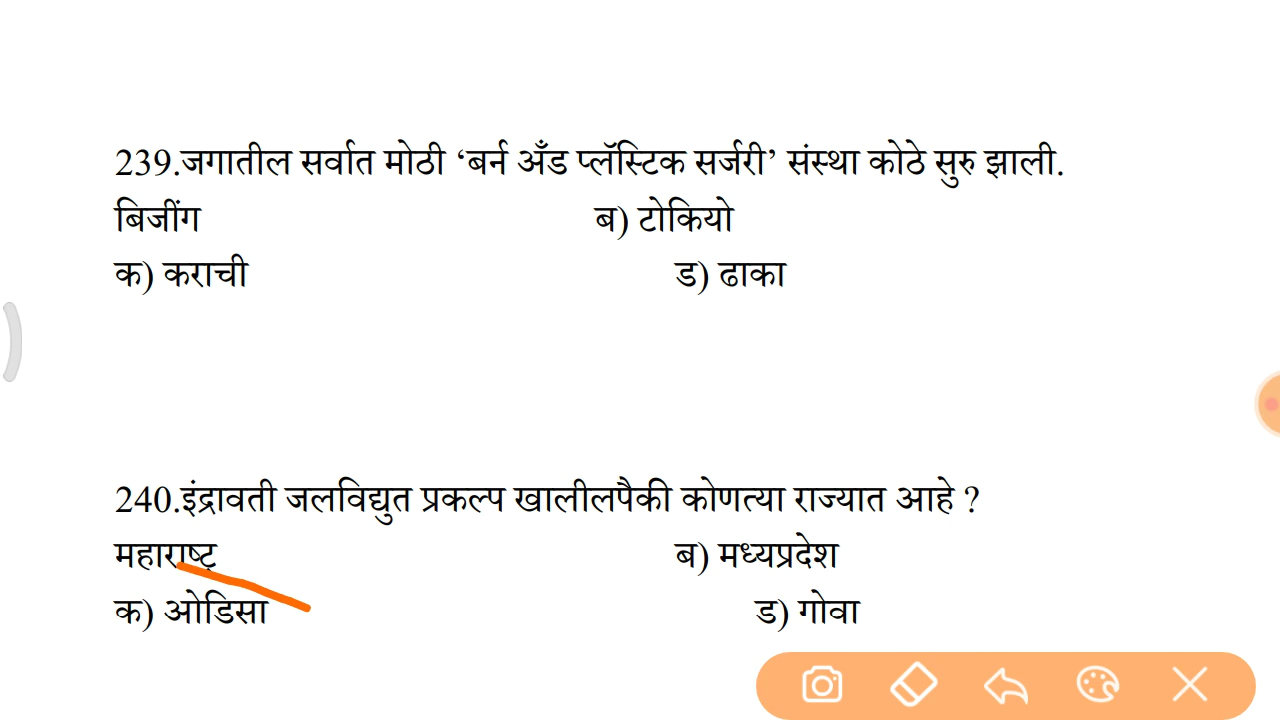 239.जगातील सर्वात मोठी ‘बर्न अँड प्लॅस्टिक सर्जरी’ संस्था कोठे सुरु झाली.
बिजींग ब) टोकियो
क) कराची ड) ढाका
240.इंद्रावती जलविद्युत प्रकल्प खालीलपैकी कोणत्या राज्यात आहे ?
महाराष्ट्र ब) मध्यप्रदेश
क) ओडिसा ड) गोवा